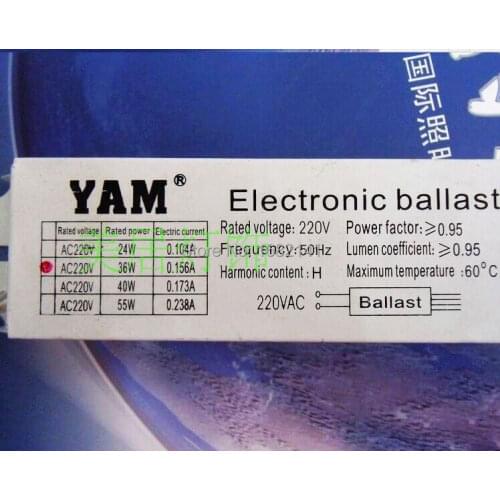 国际照明
YAM®
Electronic ballast
Rated voltage Rated power Electric current
AC220V 24W 0.104A
AC220V 36W 0.156A
AC220V 40W 0.173A
AC220V 55W 0.238A
Rated voltage: 220V
Frequency: 50Hz
Harmonic content: H
Power factor: ≥0.95
Lumen coefficient: ≥0.95
Maximum temperature: 60°C
220VAC Ballast